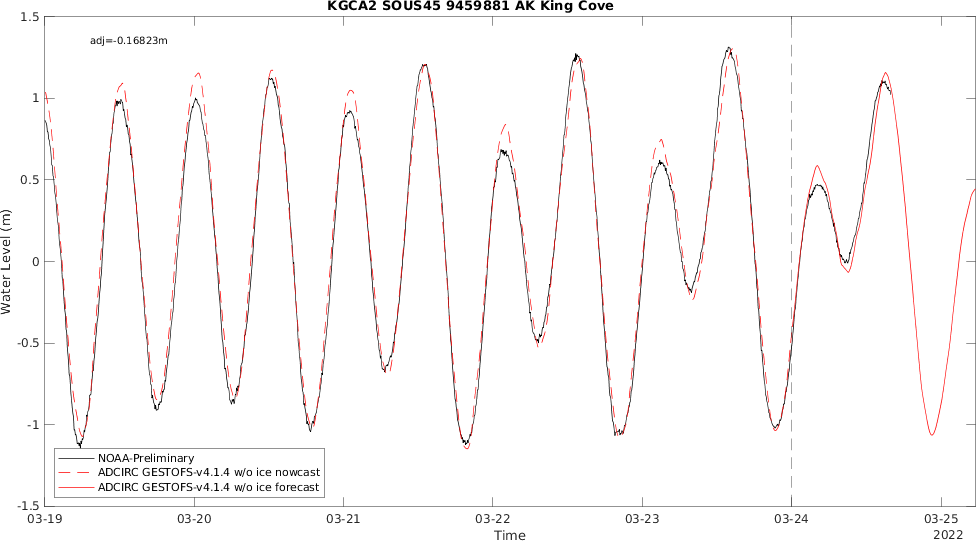 KGCA2 SOUS45 9459881 AK King Cove
adj=-0.16823m
1.5
1
0.5
0
-0.5
-1
-1.5
Water Level (m)
NOAA-Preliminary
ADCIRC GESTOFS-v4.1.4 w/o ice nowcast
ADCIRC GESTOFS-v4.1.4 w/o ice forecast
03-19 03-20 03-21 03-22 03-23 03-24 03-25
Time
2022